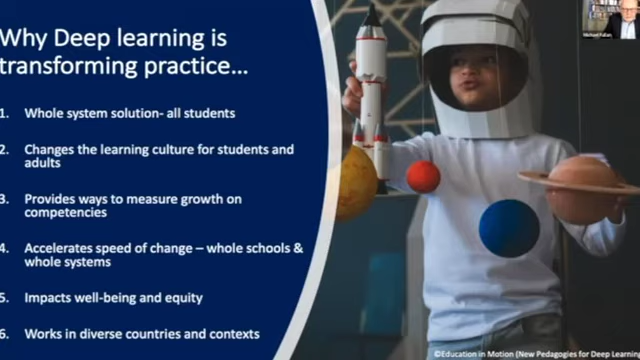 Why Deep learning is
transforming practice...
1. Whole system solution- all students
2. Changes the learning culture for students and
adults
3. Provides ways to measure growth on
competencies
4. Accelerates speed of change – whole schools &
whole systems
5. Impacts well-being and equity
6. Works in diverse countries and contexts
Michael Fullan
©Education in Motion (New Pedagogies for Deep Learning